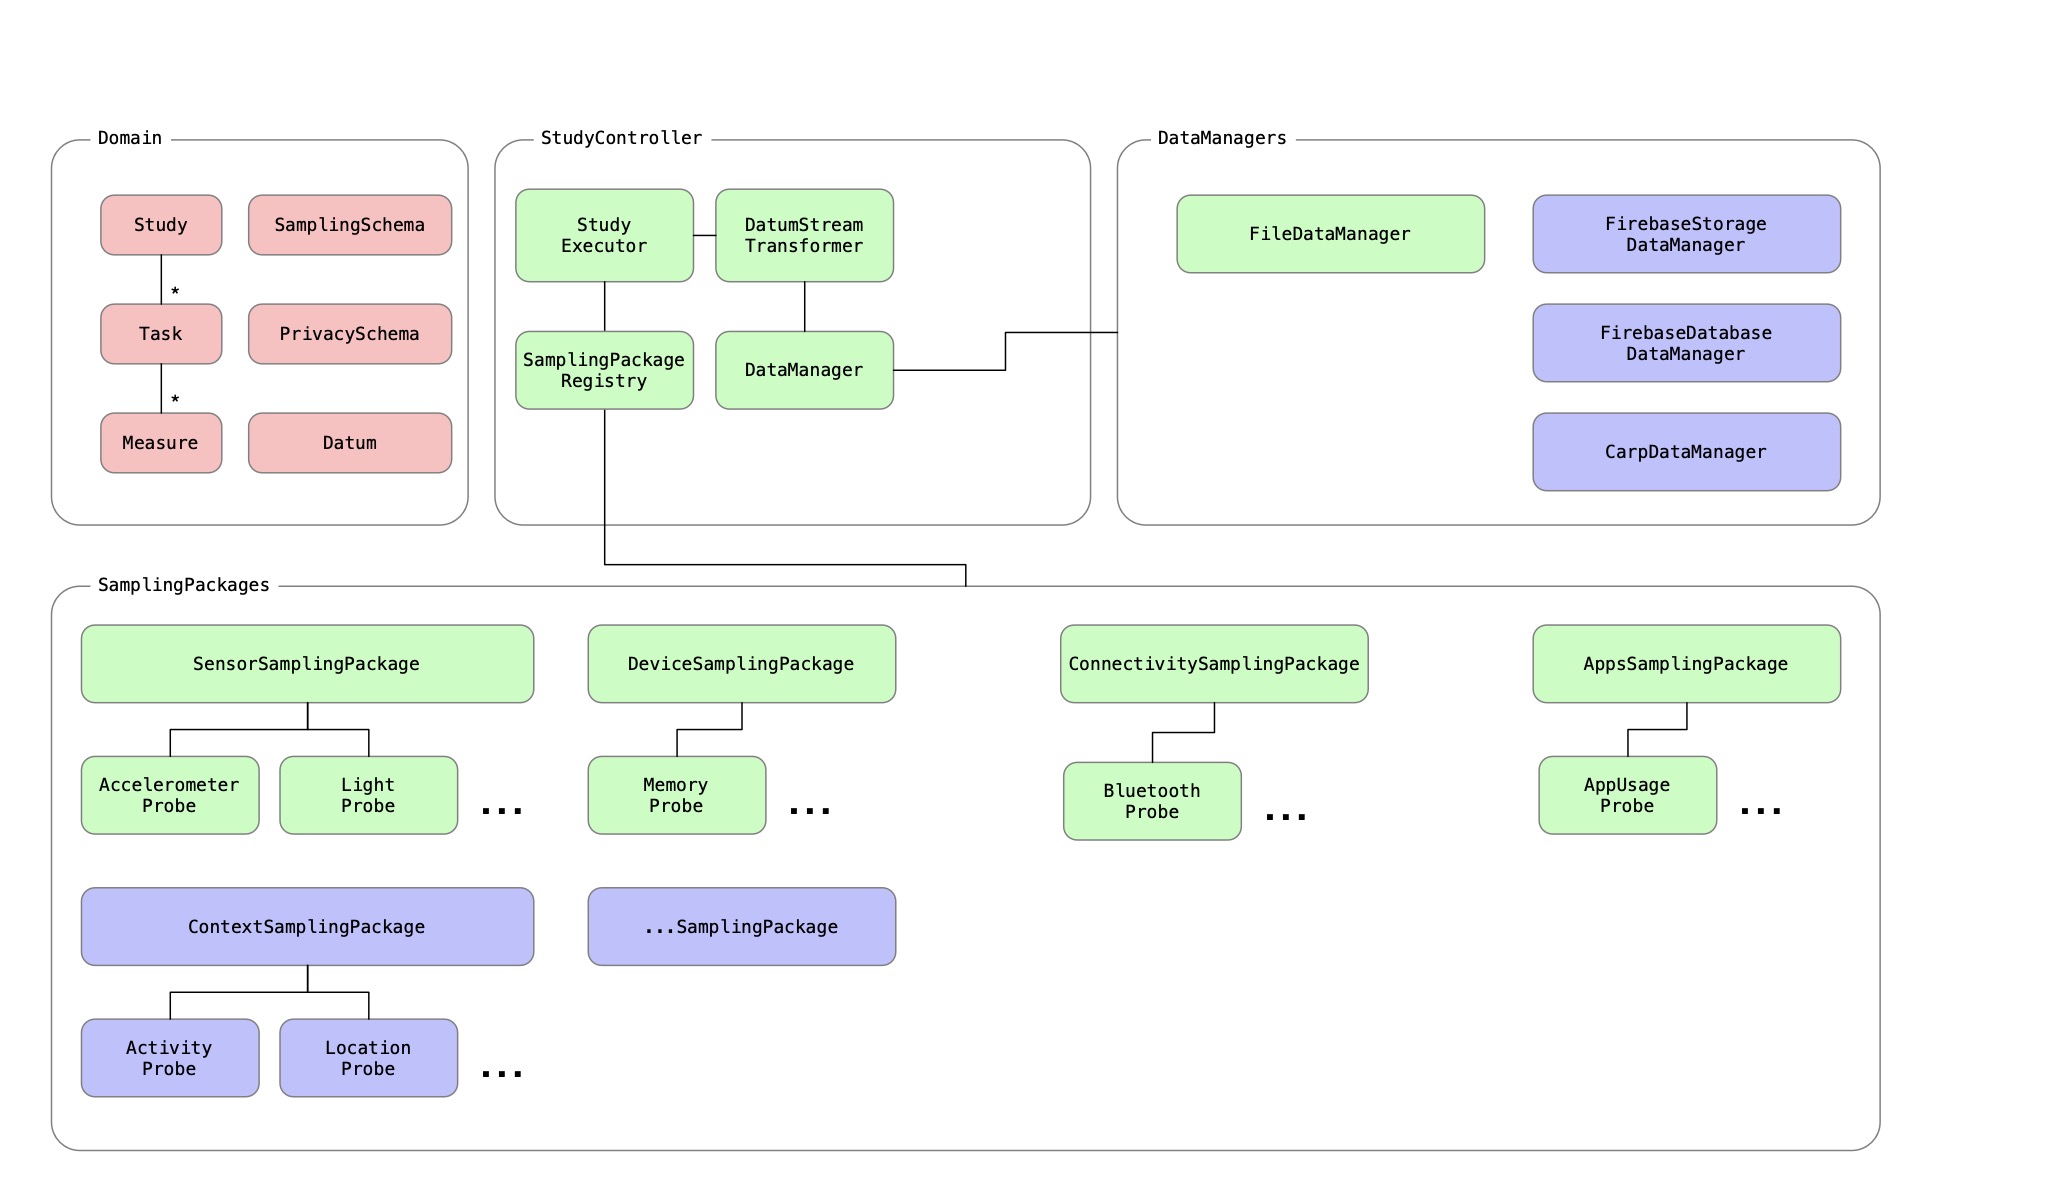 Domain
Study
SamplingSchema
*
Task
PrivacySchema
*
Measure
Datum
StudyController
Study
Executor
DatumStream
Transformer
SamplingPackage
Registry
DataManager
DataManagers
FileDataManager
FirebaseStorage
DataManager
FirebaseDatabase
DataManager
CarpDataManager
SamplingPackages
SensorSamplingPackage
Accelerometer
Probe
Light
Probe
...
DeviceSamplingPackage
Memory
Probe
...
ConnectivitySamplingPackage
Bluetooth
Probe
...
AppsSamplingPackage
AppUsage
Probe
...
ContextSamplingPackage
Activity
Probe
Location
Probe
...
...SamplingPackage